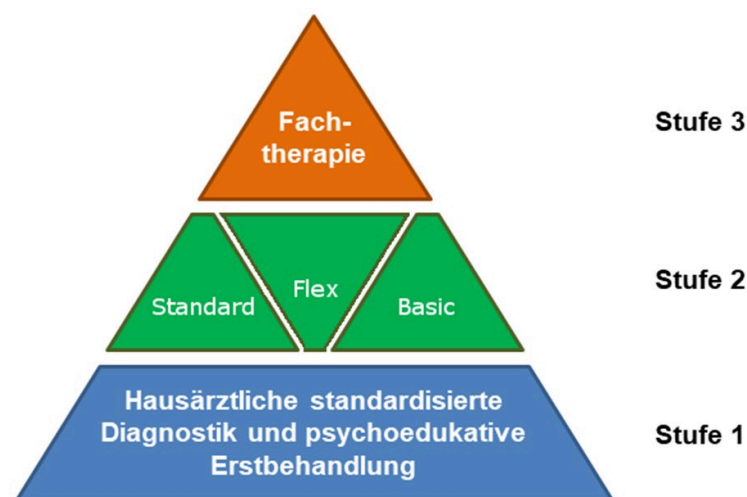 Fach-
therapie
Stufe 3
Standard
Flex
Basic
Stufe 2
Hausärztliche standardisierte
Diagnostik und psychoedukative
Erstbehandlung
Stufe 1